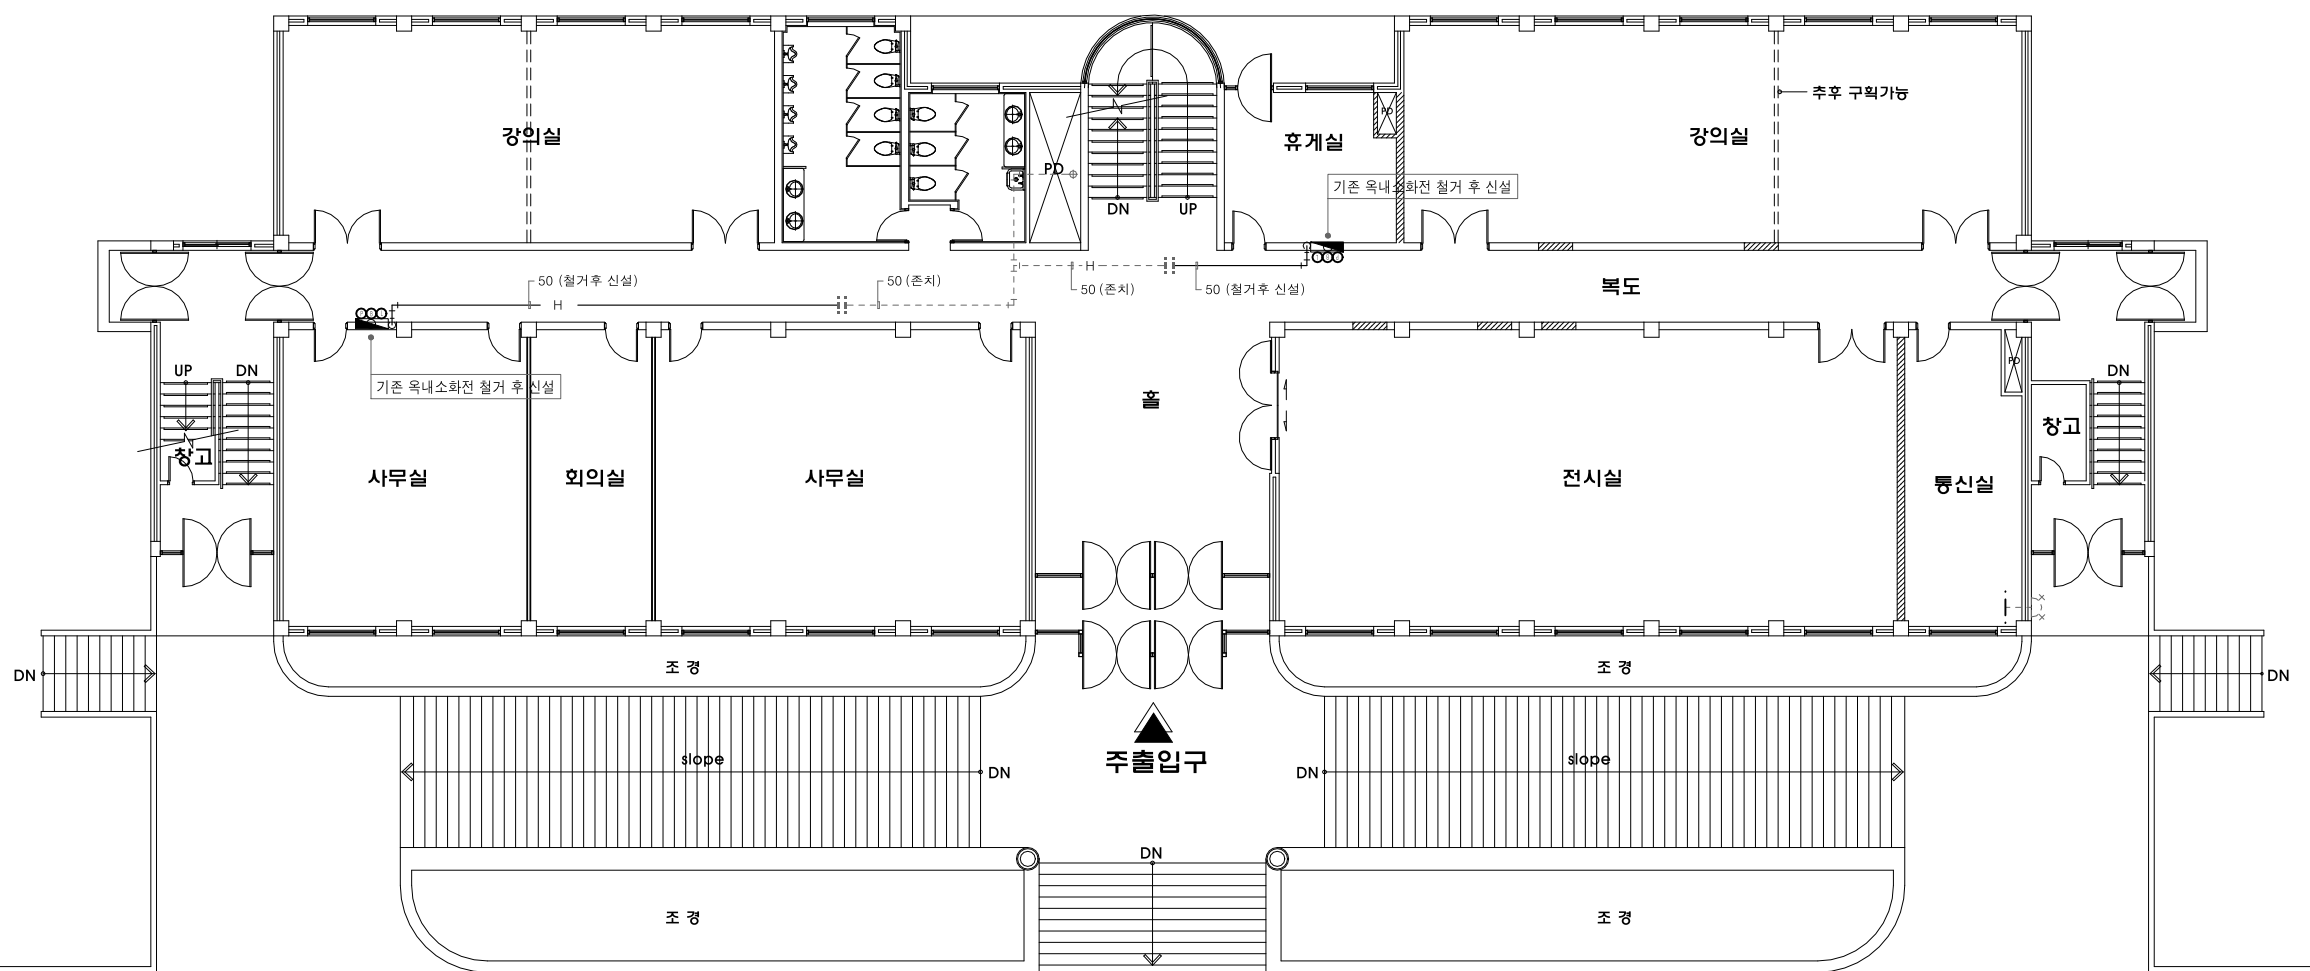 추후 구획가능
PD
강의실
강의실
휴게실
PD
기존 옥내소화전 철거 후 신설
DN
UP
H
50 (철거후 신설)
50 (존치)
복도
50 (존치)
50 (철거후 신설)
H
PD
UP
DN
DN
기존 옥내소화전 철거 후 신설
홀
창고
창고
사무실
회의실
사무실
전시실
통신실
조 경
조 경
DN
DN
주출입구
slope
slope
DN
DN
DN
조 경
조 경